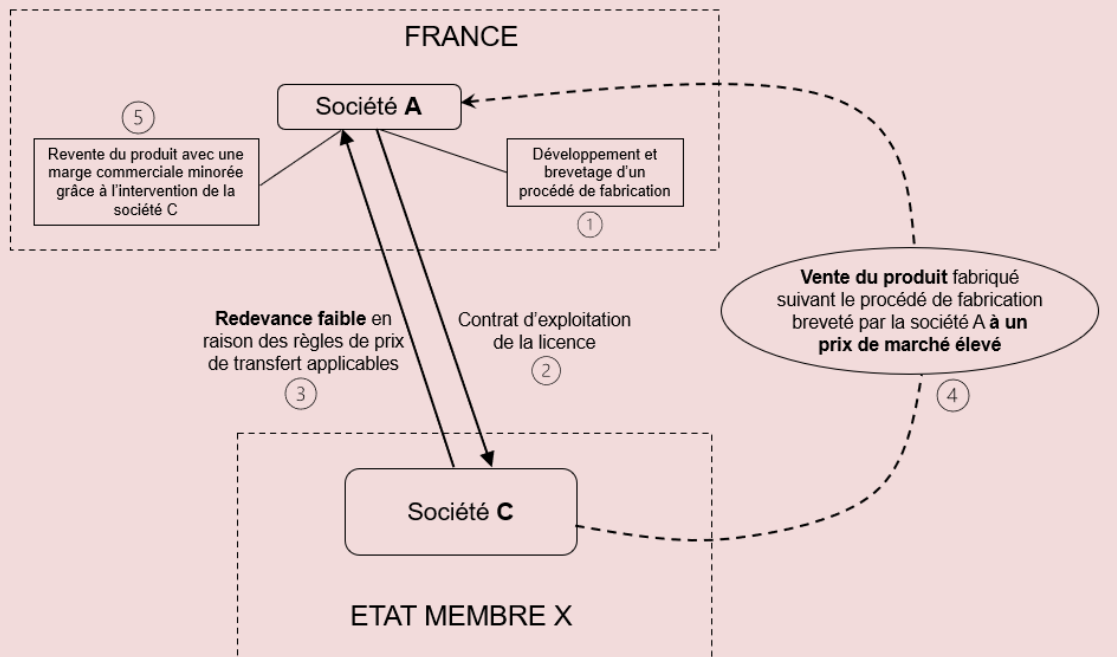 FRANCE
Société A
5
Revente du produit avec une
marge commerciale minorée
grâce à l'intervention de la
société C
Développement et
brevetage d'un
procédé de fabrication
1
Redevance faible en
raison des règles de prix
de transfert applicables
3
Contrat d'exploitation
de la licence
2
Vente du produit fabriqué
suivant le procédé de fabrication
breveté par la société A à un
prix de marché élevé
4
Société C
ETAT MEMBRE X